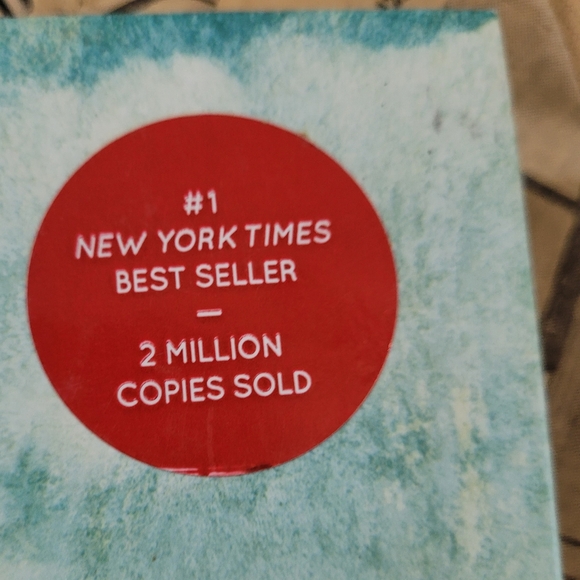 #1
NEW YORK TIMES
BEST SELLER
—
2 MILLION
COPIES SOLD